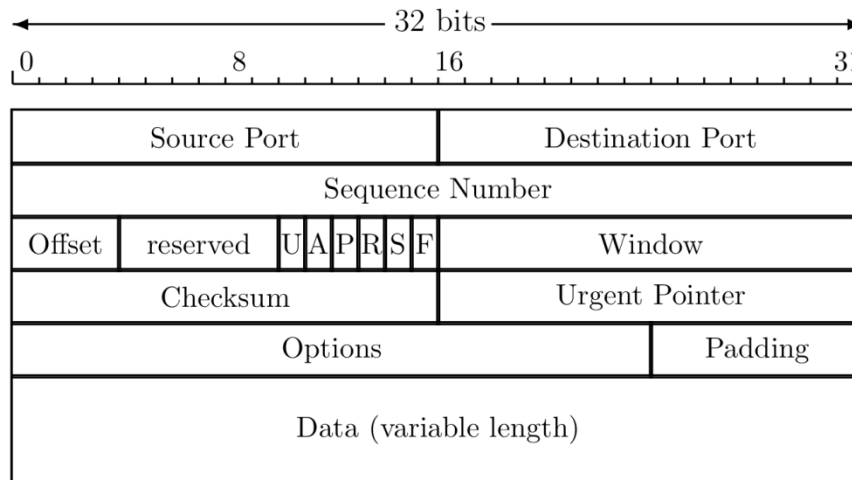 32 bits
0 8 16 31
Source Port Destination Port
Sequence Number
Offset reserved U A P R S F Window
Checksum Urgent Pointer
Options Padding
Data (variable length)